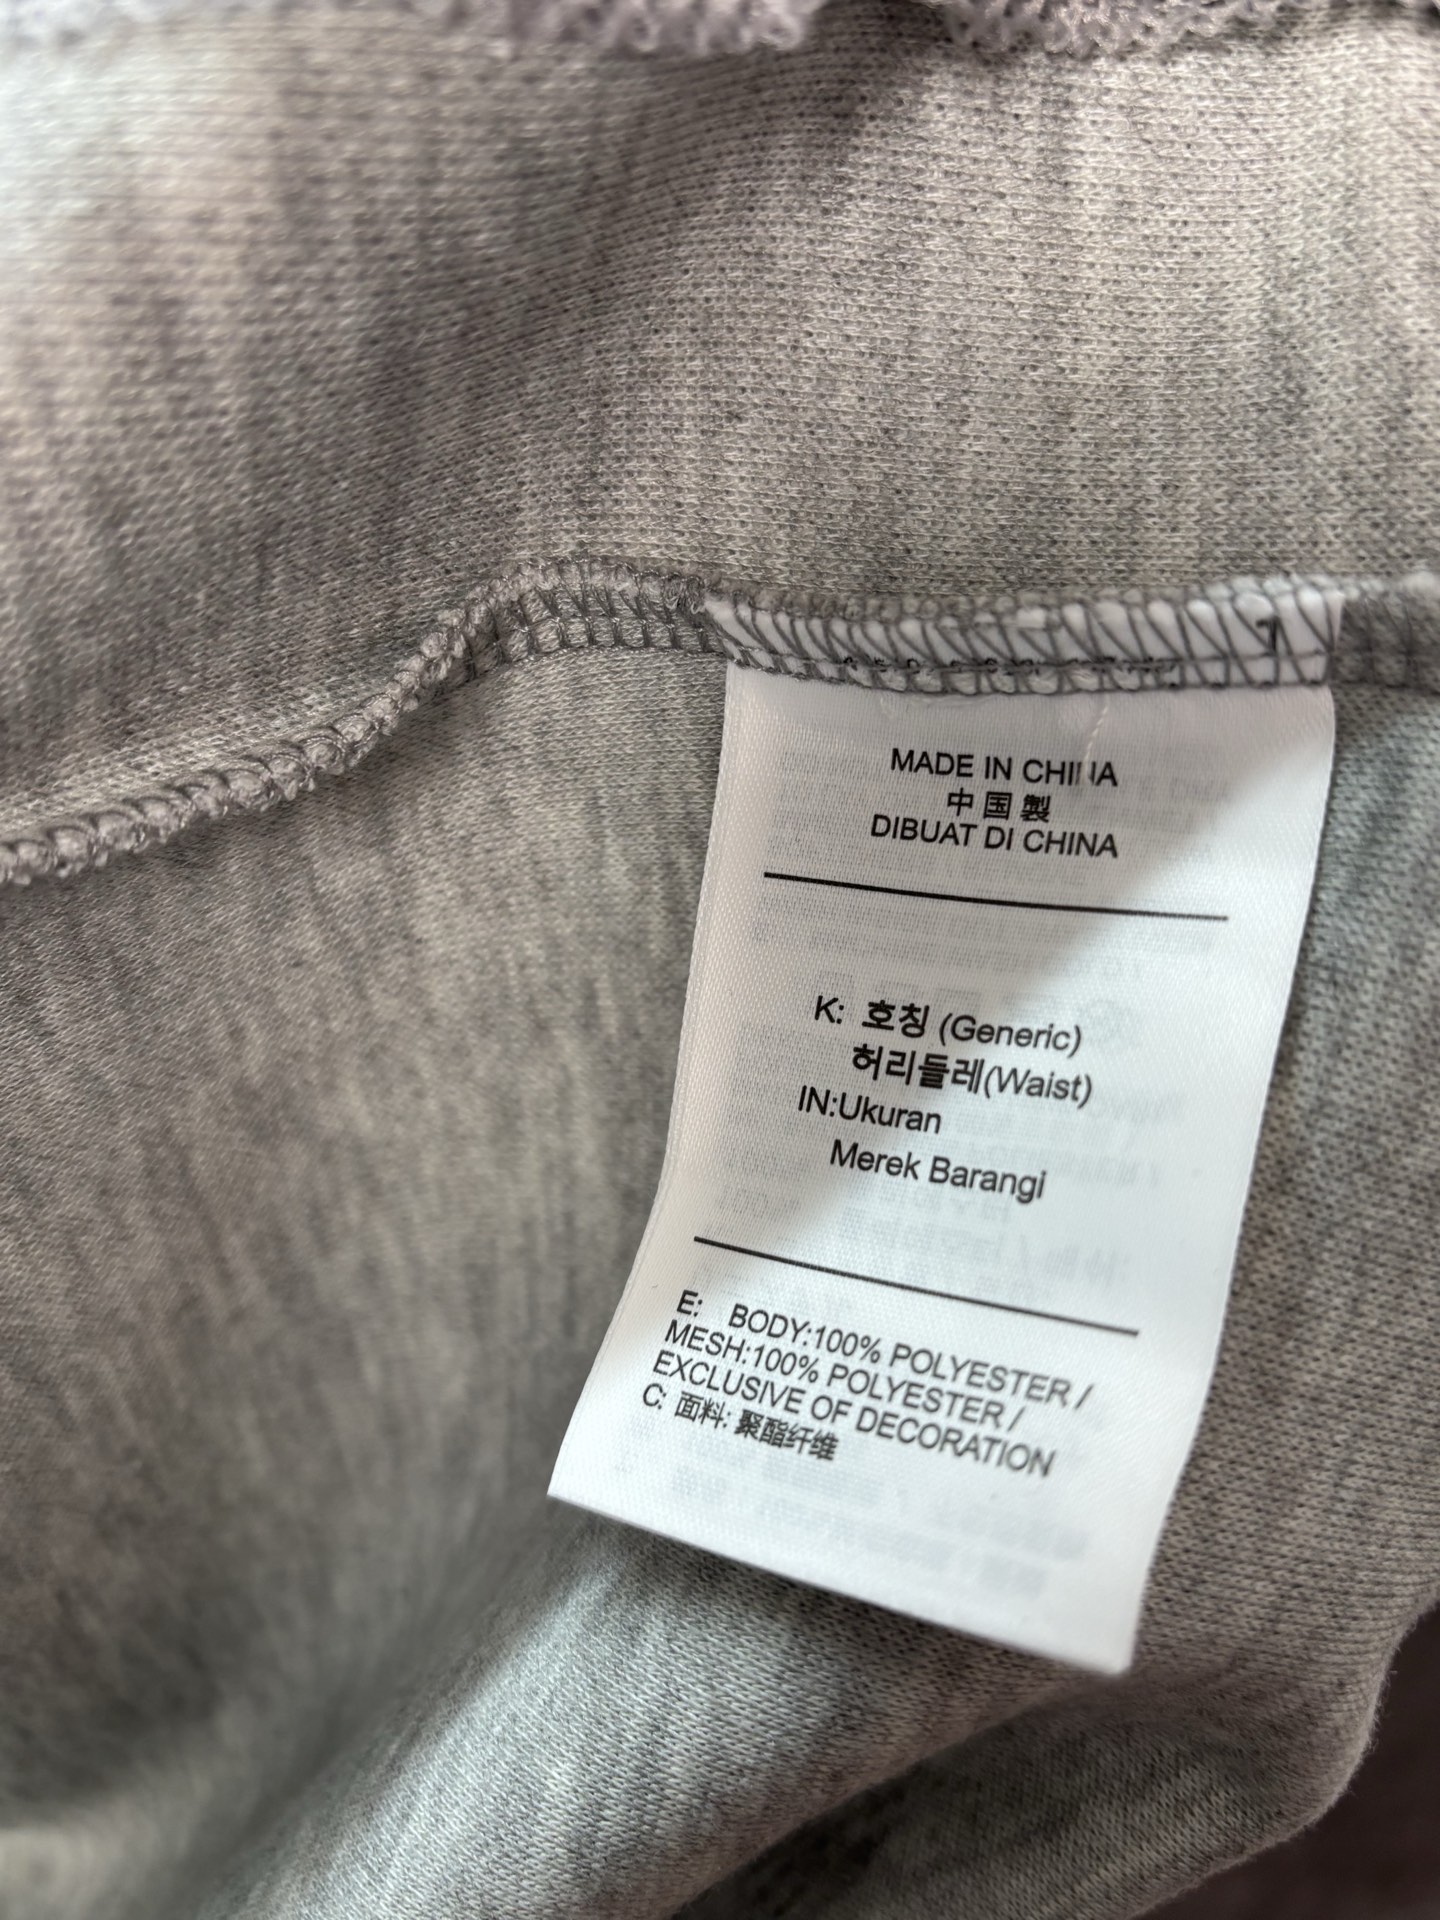 MADE IN CHINA
中国製
DIBUAT DI CHINA
K: 호칭 (Generic)
허리들레(Waist)
IN:Ukuran
Merek Barangi
E: BODY:100% POLYESTER /
MESH:100% POLYESTER /
EXCLUSIVE OF DECORATION
C: 面料: 聚酯纤维